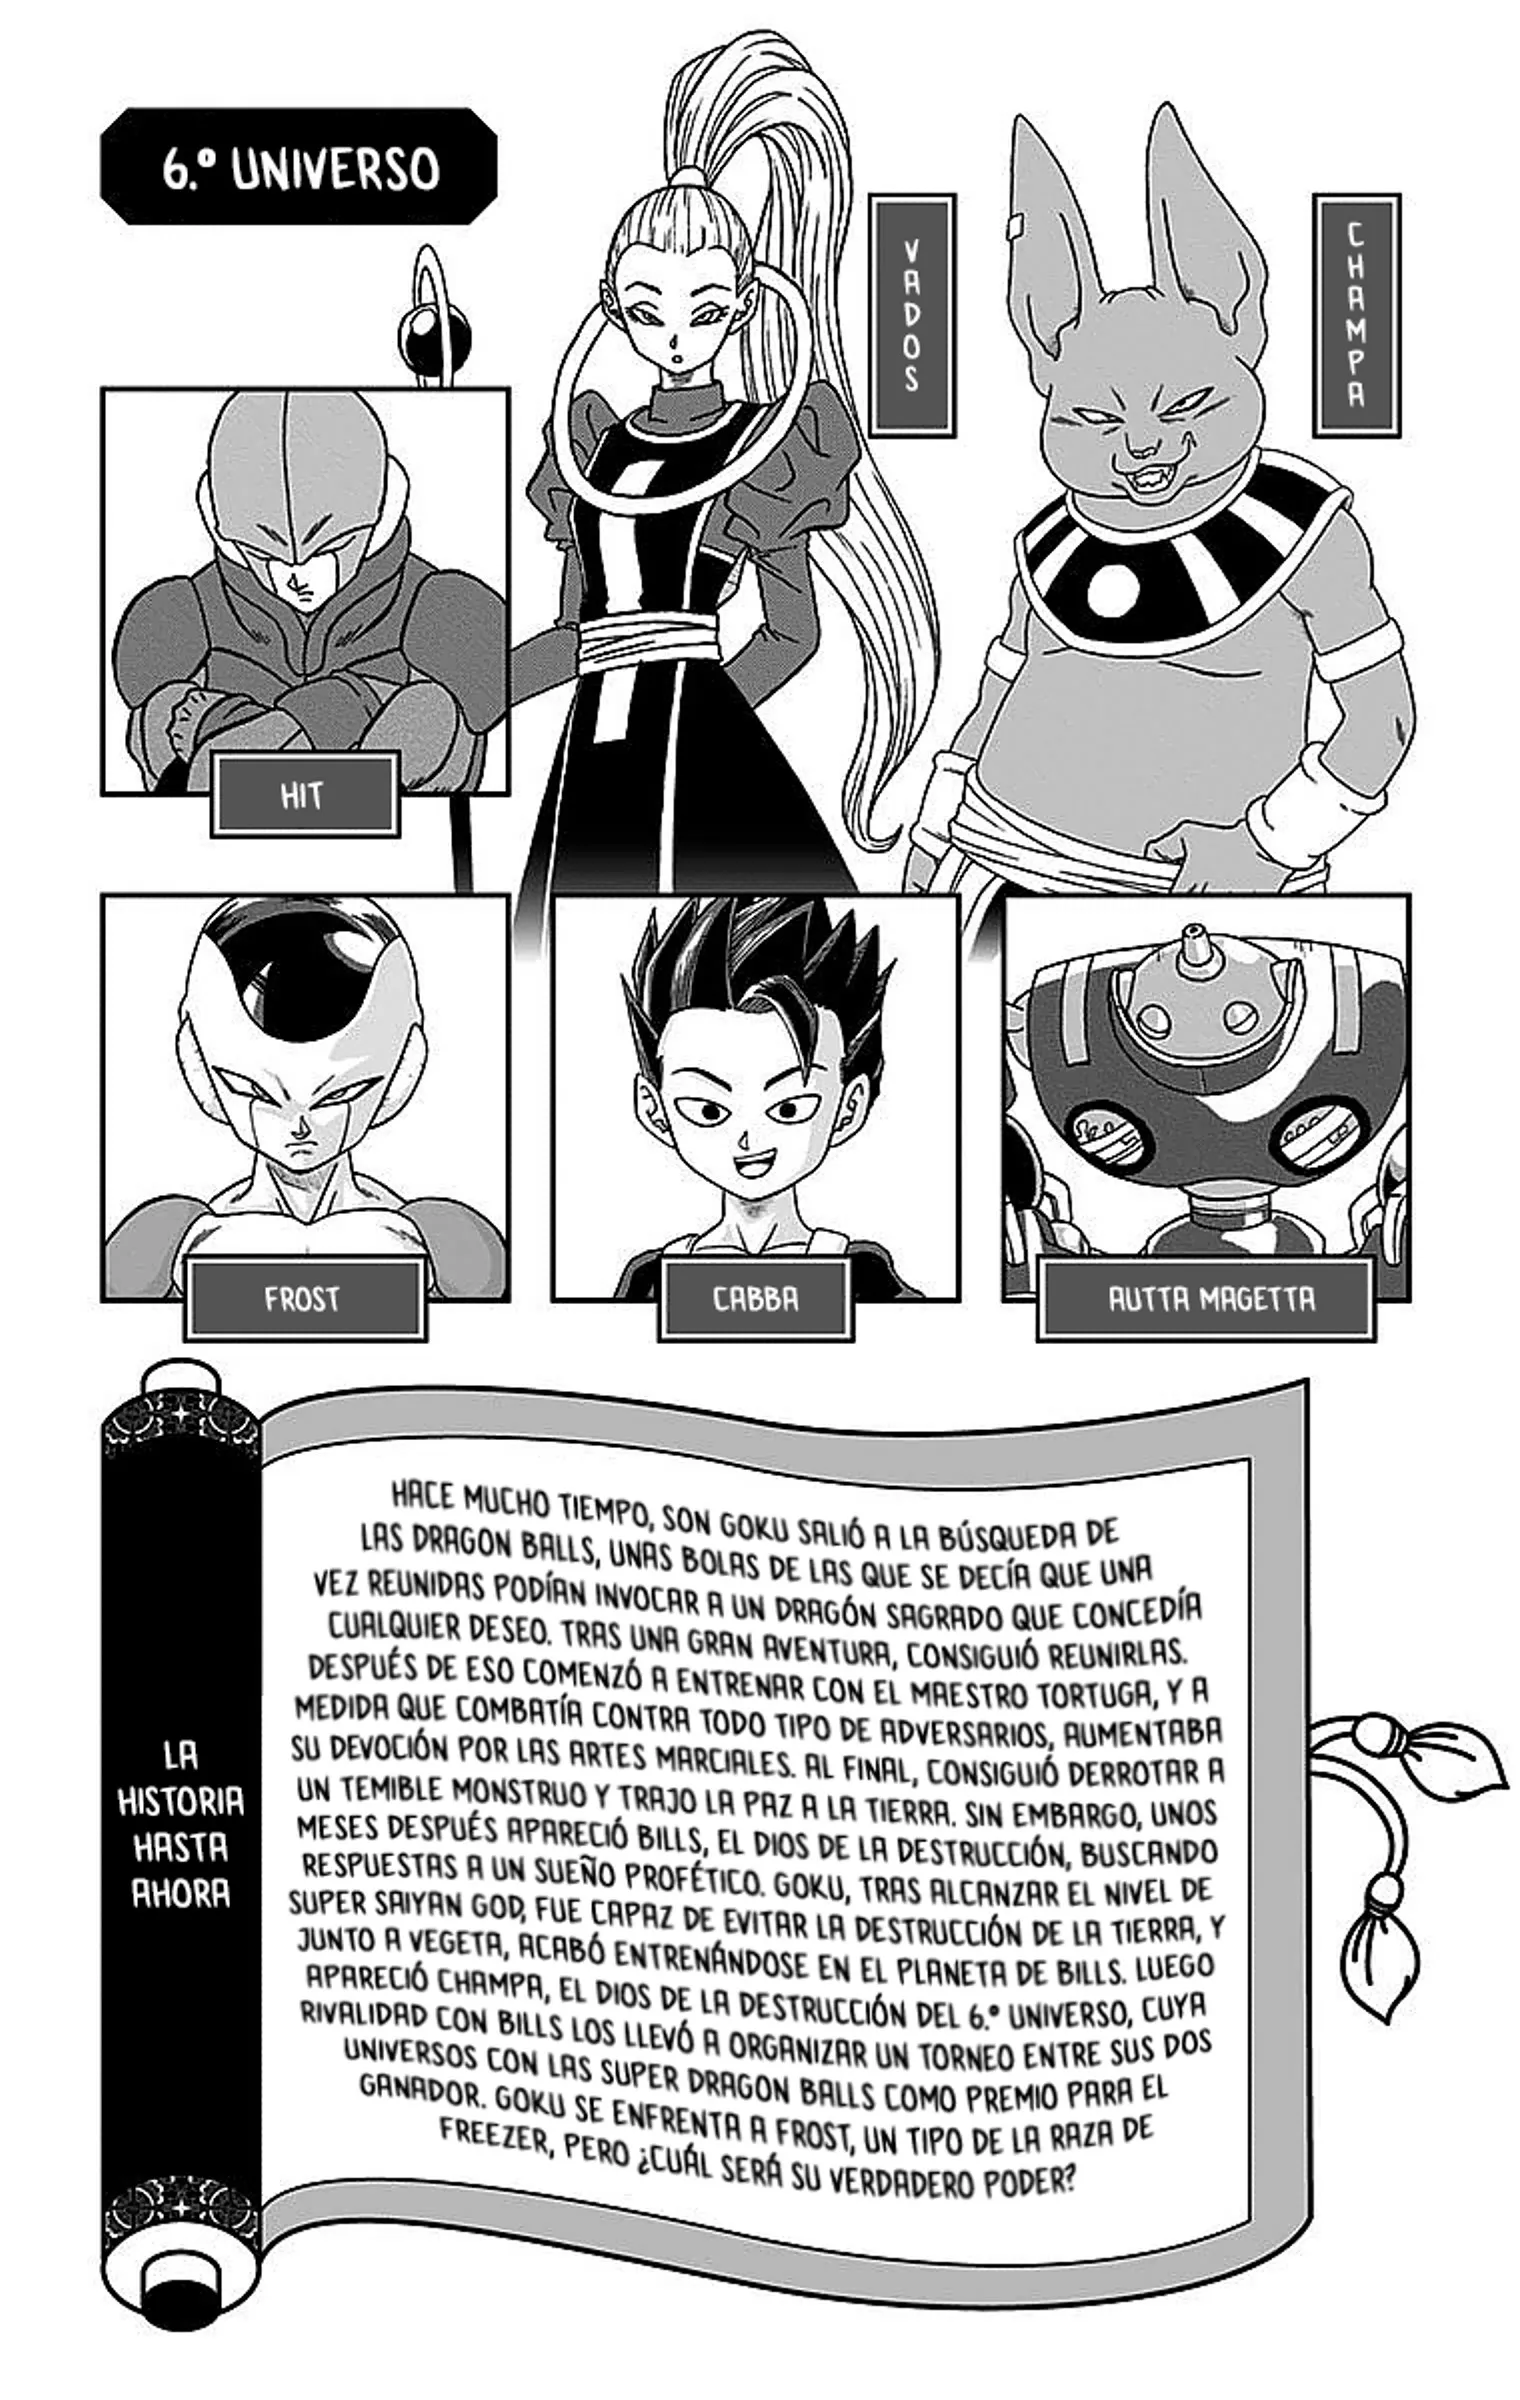 6.º UNIVERSO
VADOS
CHAMPA
HIT
FROST
CABBA
AUTTA MAGETTA
LA
HISTORIA
HASTA
AHORA
HACE MUCHO TIEMPO, SON GOKU SALIÓ A LA BÚSQUEDA DE
LAS DRAGON BALLS, UNAS BOLAS DE LAS QUE SE DECÍA QUE UNA
VEZ REUNIDAS PODÍAN INVOCAR A UN DRAGÓN SAGRADO QUE CONCEDÍA
CUALQUIER DESEO. TRAS UNA GRAN AVENTURA, CONSIGUIÓ REUNIRLAS.
DESPUÉS DE ESO COMENZÓ A ENTRENAR CON EL MAESTRO TORTUGA, Y A
MEDIDA QUE COMBATÍA CONTRA TODO TIPO DE ADVERSARIOS, AUMENTABA
SU DEVOCIÓN POR LAS ARTES MARCIALES. AL FINAL, CONSIGUIÓ DERROTAR A
UN TEMIBLE MONSTRUO Y TRAJO LA PAZ A LA TIERRA. SIN EMBARGO, UNOS
MESES DESPUÉS APARECIÓ BILLS, EL DIOS DE LA DESTRUCCIÓN, BUSCANDO
RESPUESTAS A UN SUEÑO PROFÉTICO. GOKU, TRAS ALCANZAR EL NIVEL DE
SUPER SAIYAN GOD, FUE CAPAZ DE EVITAR LA DESTRUCCIÓN DE LA TIERRA, Y
JUNTO A VEGETA, ACABÓ ENTRENÁNDOSE EN EL PLANETA DE BILLS. LUEGO
APARECIÓ CHAMPA, EL DIOS DE LA DESTRUCCIÓN DEL 6.º UNIVERSO, CUYA
RIVALIDAD CON BILLS LOS LLEVÓ A ORGANIZAR UN TORNEO ENTRE SUS DOS
UNIVERSOS CON LAS SUPER DRAGON BALLS COMO PREMIO PARA EL
GANADOR. GOKU SE ENFRENTA A FROST, UN TIPO DE LA RAZA DE
FREEZER, PERO ¿CUÁL SERÁ SU VERDADERO PODER?